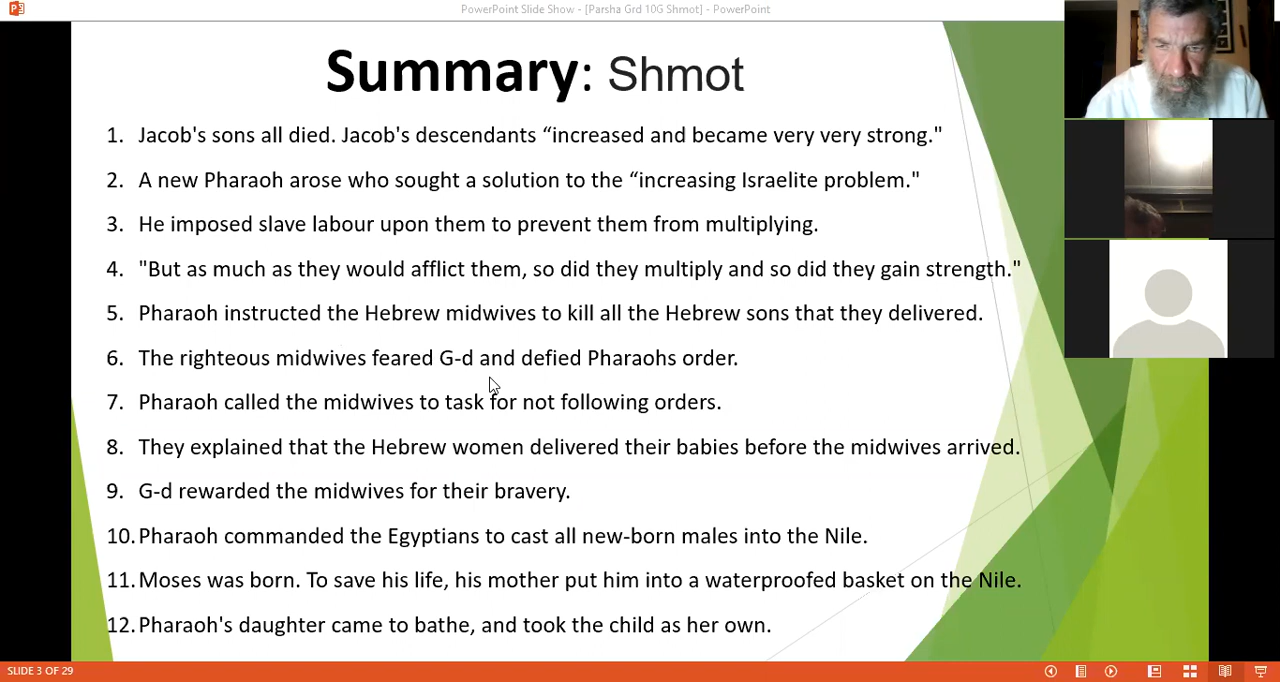 PowerPoint Slide Show - [Parsha Grd 10G Shmot] - PowerPoint
Summary: Shmot
1. Jacob's sons all died. Jacob's descendants “increased and became very very strong."
2. A new Pharaoh arose who sought a solution to the “increasing Israelite problem."
3. He imposed slave labour upon them to prevent them from multiplying.
4. "But as much as they would afflict them, so did they multiply and so did they gain strength."
5. Pharaoh instructed the Hebrew midwives to kill all the Hebrew sons that they delivered.
6. The righteous midwives feared G-d and defied Pharaohs order.
7. Pharaoh called the midwives to task for not following orders.
8. They explained that the Hebrew women delivered their babies before the midwives arrived.
9. G-d rewarded the midwives for their bravery.
10. Pharaoh commanded the Egyptians to cast all new-born males into the Nile.
11. Moses was born. To save his life, his mother put him into a waterproofed basket on the Nile.
12. Pharaoh's daughter came to bathe, and took the child as her own.
SLIDE 3 OF 29